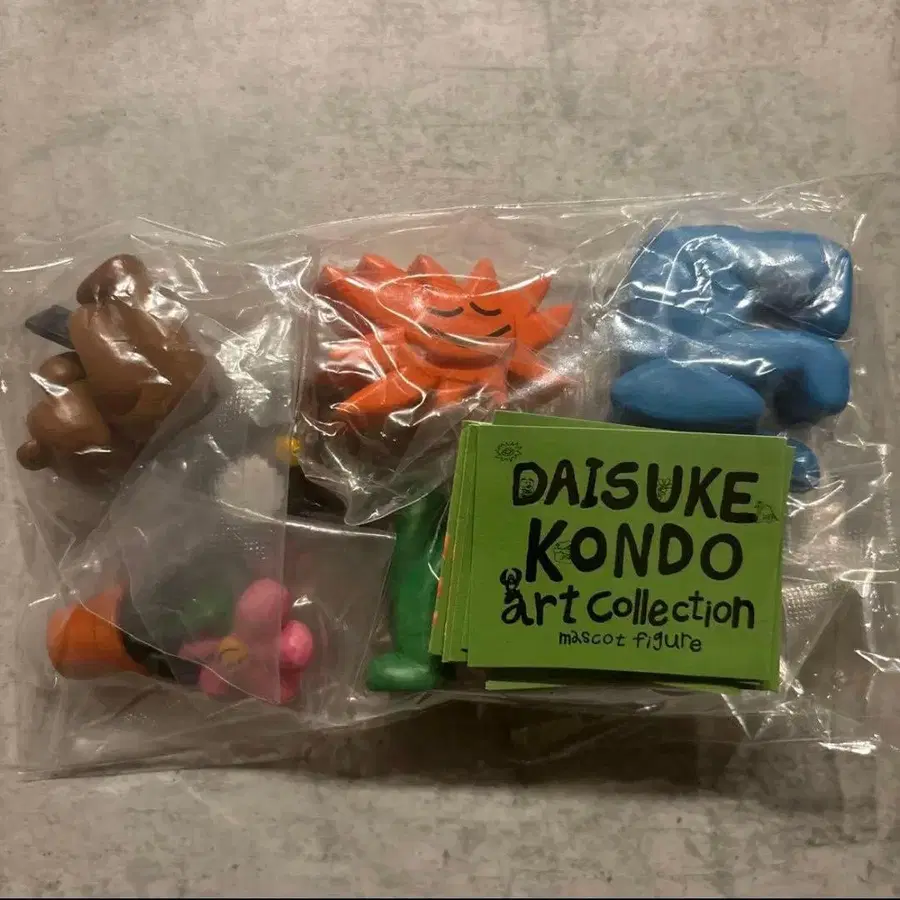 DAISUKE
KONDO
art collection
mascot figure